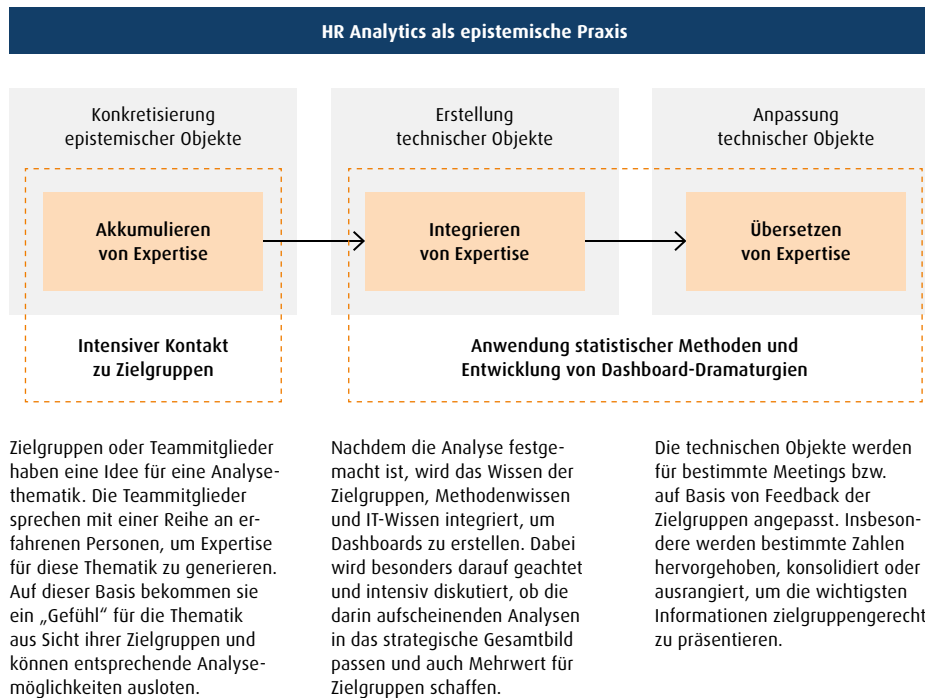 HR Analytics als epistemische Praxis
Konkretisierung
epistemischer Objekte
Erstellung
technischer Objekte
Anpassung
technischer Objekte
Akkumulieren
von Expertise
Integrieren
von Expertise
Übersetzen
von Expertise
Intensiver Kontakt
zu Zielgruppen
Anwendung statistischer Methoden und
Entwicklung von Dashboard-Dramaturgien
Zielgruppen oder Teammitglieder
haben eine Idee für eine Analyse-
thematik. Die Teammitglieder
sprechen mit einer Reihe an er-
fahrenen Personen, um Expertise
für diese Thematik zu generieren.
Auf dieser Basis bekommen sie
ein „Gefühl“ für die Thematik
aus Sicht ihrer Zielgruppen und
können entsprechende Analyse-
möglichkeiten ausloten.
Nachdem die Analyse festge-
macht ist, wird das Wissen der
Zielgruppen, Methodenwissen
und IT-Wissen integriert, um
Dashboards zu erstellen. Dabei
wird besonders darauf geachtet
und intensiv diskutiert, ob die
darin aufscheinenden Analysen
in das strategische Gesamtbild
passen und auch Mehrwert für
Zielgruppen schaffen.
Die technischen Objekte werden
für bestimmte Meetings bzw.
auf Basis von Feedback der
Zielgruppen angepasst. Insbeson-
dere werden bestimmte Zahlen
hervorgehoben, konsolidiert oder
ausrangiert, um die wichtigsten
Informationen zielgruppengerecht
zu präsentieren.